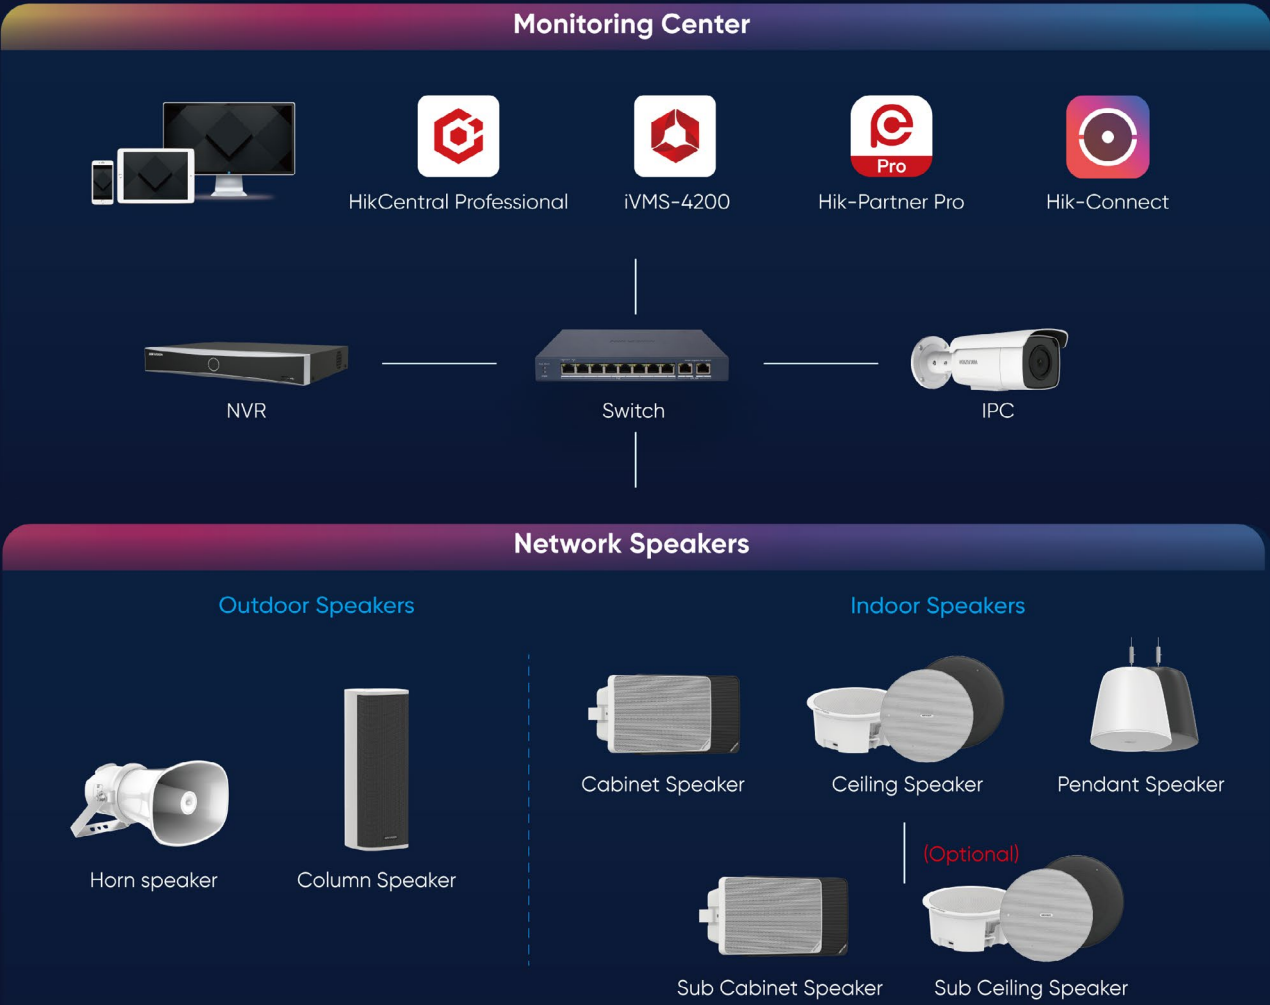 Monitoring Center
Pro
HikCentral Professional
iVMS-4200
Hik-Partner Pro
Hik-Connect
NVR
Switch
IPC
Network Speakers
Outdoor Speakers
Indoor Speakers
Cabinet Speaker
Ceiling Speaker
Pendant Speaker
Horn speaker
Column Speaker
(Optional)
Sub Cabinet Speaker
Sub Ceiling Speaker